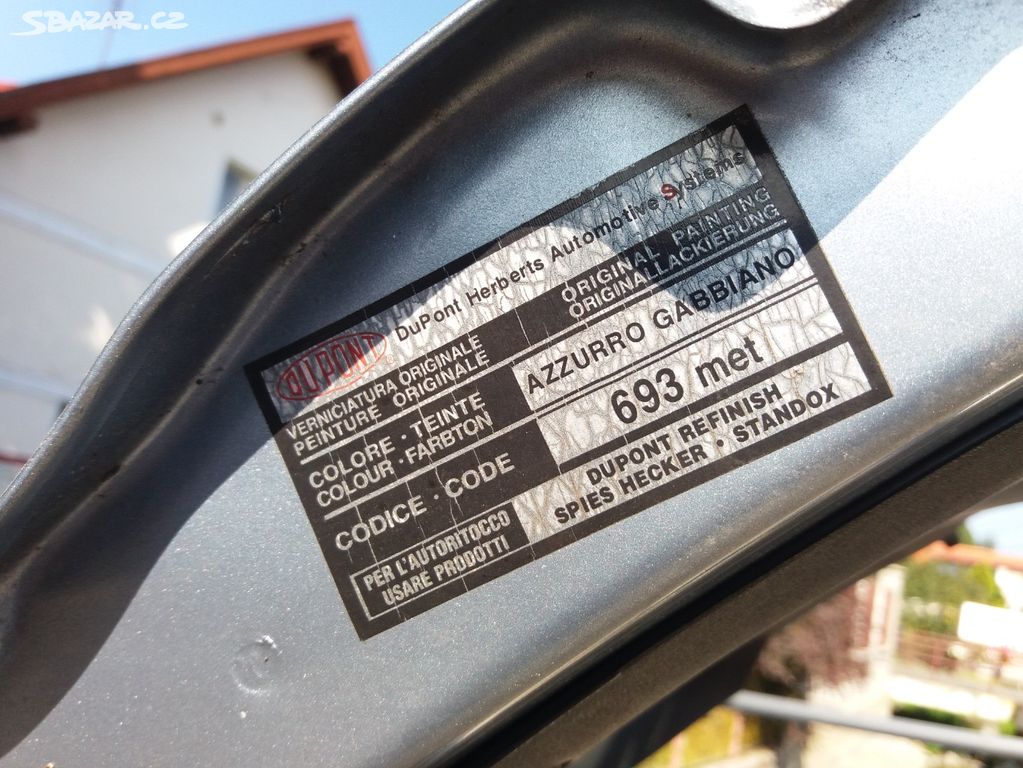 SBAZAR.CZ
DUPONT DuPont Herberts Automotive Systems
VERNICIATURA ORIGINALE ORIGINAL PAINTING
PEINTURE ORIGINALE ORIGINALLACKIERUNG
COLORE · TEINTE AZZURRO GABBIANO
COLOUR · FARBTON
CODICE · CODE 693 met
PER L'AUTORITOCCO DUPONT REFINISH
USARE PRODOTTI SPIES HECKER · STANDOX